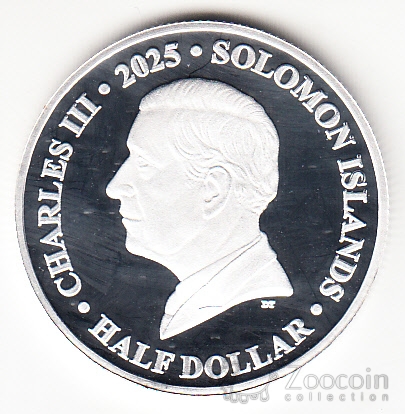 • CHARLES III • 2025 • SOLOMON ISLANDS •
HALF DOLLAR
Zoocoin
collection